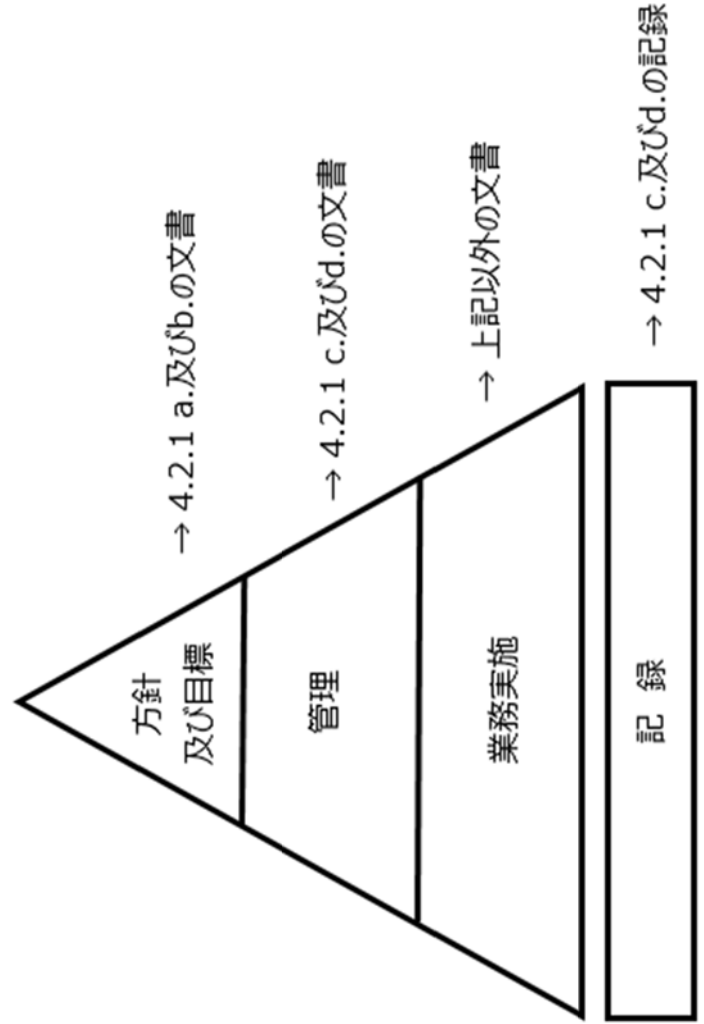 方針
及び目標
→ 4.2.1 a.及びb.の文書
管理
→ 4.2.1 c.及びd.の文書
業務実施
→ 上記以外の文書
記　録
→ 4.2.1 c.及びd.の記録